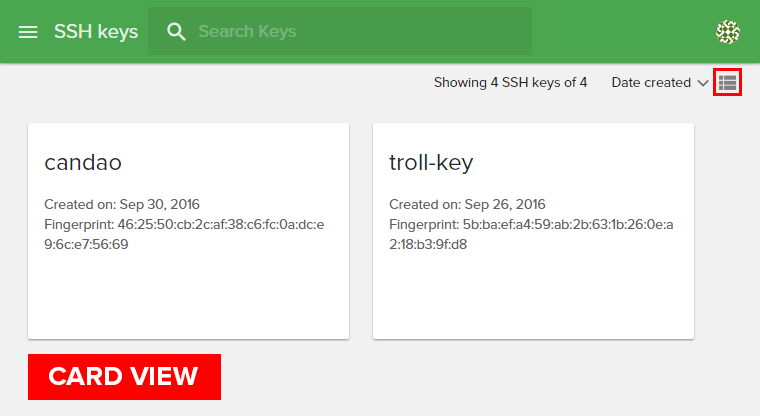 SSH keys
Search Keys
Showing 4 SSH keys of 4
Date created
candao
Created on: Sep 30, 2016
Fingerprint: 46:25:50:cb:2c:af:38:c6:fc:0a:dc:e
9:6c:e7:56:69
troll-key
Created on: Sep 26, 2016
Fingerprint: 5b:ba:ef:a4:59:ab:2b:63:1b:26:0e:a
2:18:b3:9f:d8
CARD VIEW